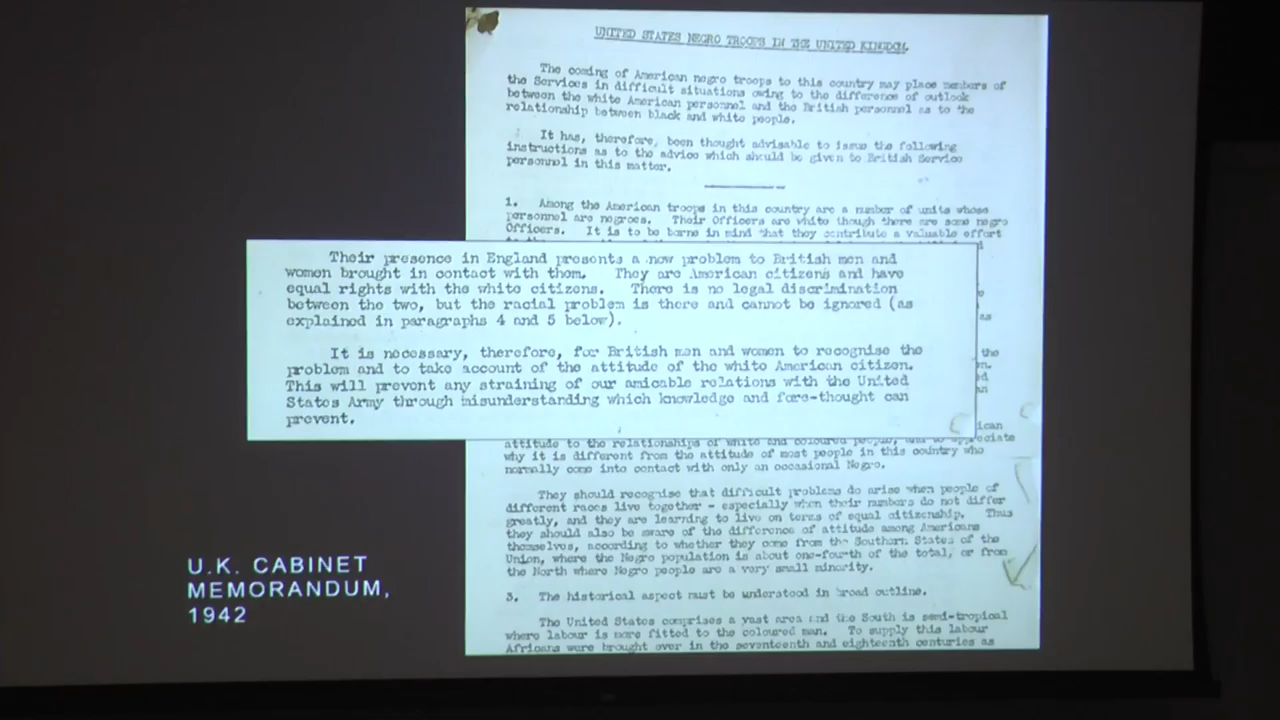 UNITED STATES NEGRO TROOPS IN THE UNITED KINGDOM.
The coming of American negro troops to this country may place members of
the Services in difficult situations owing to the difference of outlook
between the white American personnel and the British personnel as to the
relationship between black and white people.
It has, therefore, been thought advisable to issue the following
instructions as to the advice which should be given to British Service
personnel in this matter.
1. Among the American troops in this country are a number of units whose
personnel are negroes. Their Officers are white though there are some negro
Officers. It is to be borne in mind that they contribute a valuable effort
Their presence in England presents a new problem to British men and
women brought in contact with them. They are American citizens and have
equal rights with the white citizens. There is no legal discrimination
between the two, but the racial problem is there and cannot be ignored (as
explained in paragraphs 4 and 5 below).
It is necessary, therefore, for British men and women to recognise the
problem and to take account of the attitude of the white American citizen.
This will prevent any straining of our amicable relations with the United
States Army through misunderstanding which knowledge and fore-thought can
prevent.
as
the
attitude to the relationships of white and coloured people, and to appreciate
why it is different from the attitude of most people in this country who
normally come into contact with only an occasional Negro.
They should recognise that difficult problems do arise when people of
different races live together - especially when their numbers do not differ
greatly, and they are learning to live on terms of equal citizenship. Thus
they should also be aware of the difference of attitude among Americans
themselves, according to whether they come from the Southern States of the
Union, where the Negro population is about one-fourth of the total, or from
the North where Negro people are a very small minority.
3. The historical aspect must be understood in broad outline.
The United States comprises a vast area and the South is semi-tropical
where labour is more fitted to the coloured man. To supply this labour
Africans were brought over in the seventeenth and eighteenth centuries as
U.K. CABINET
MEMORANDUM,
1942